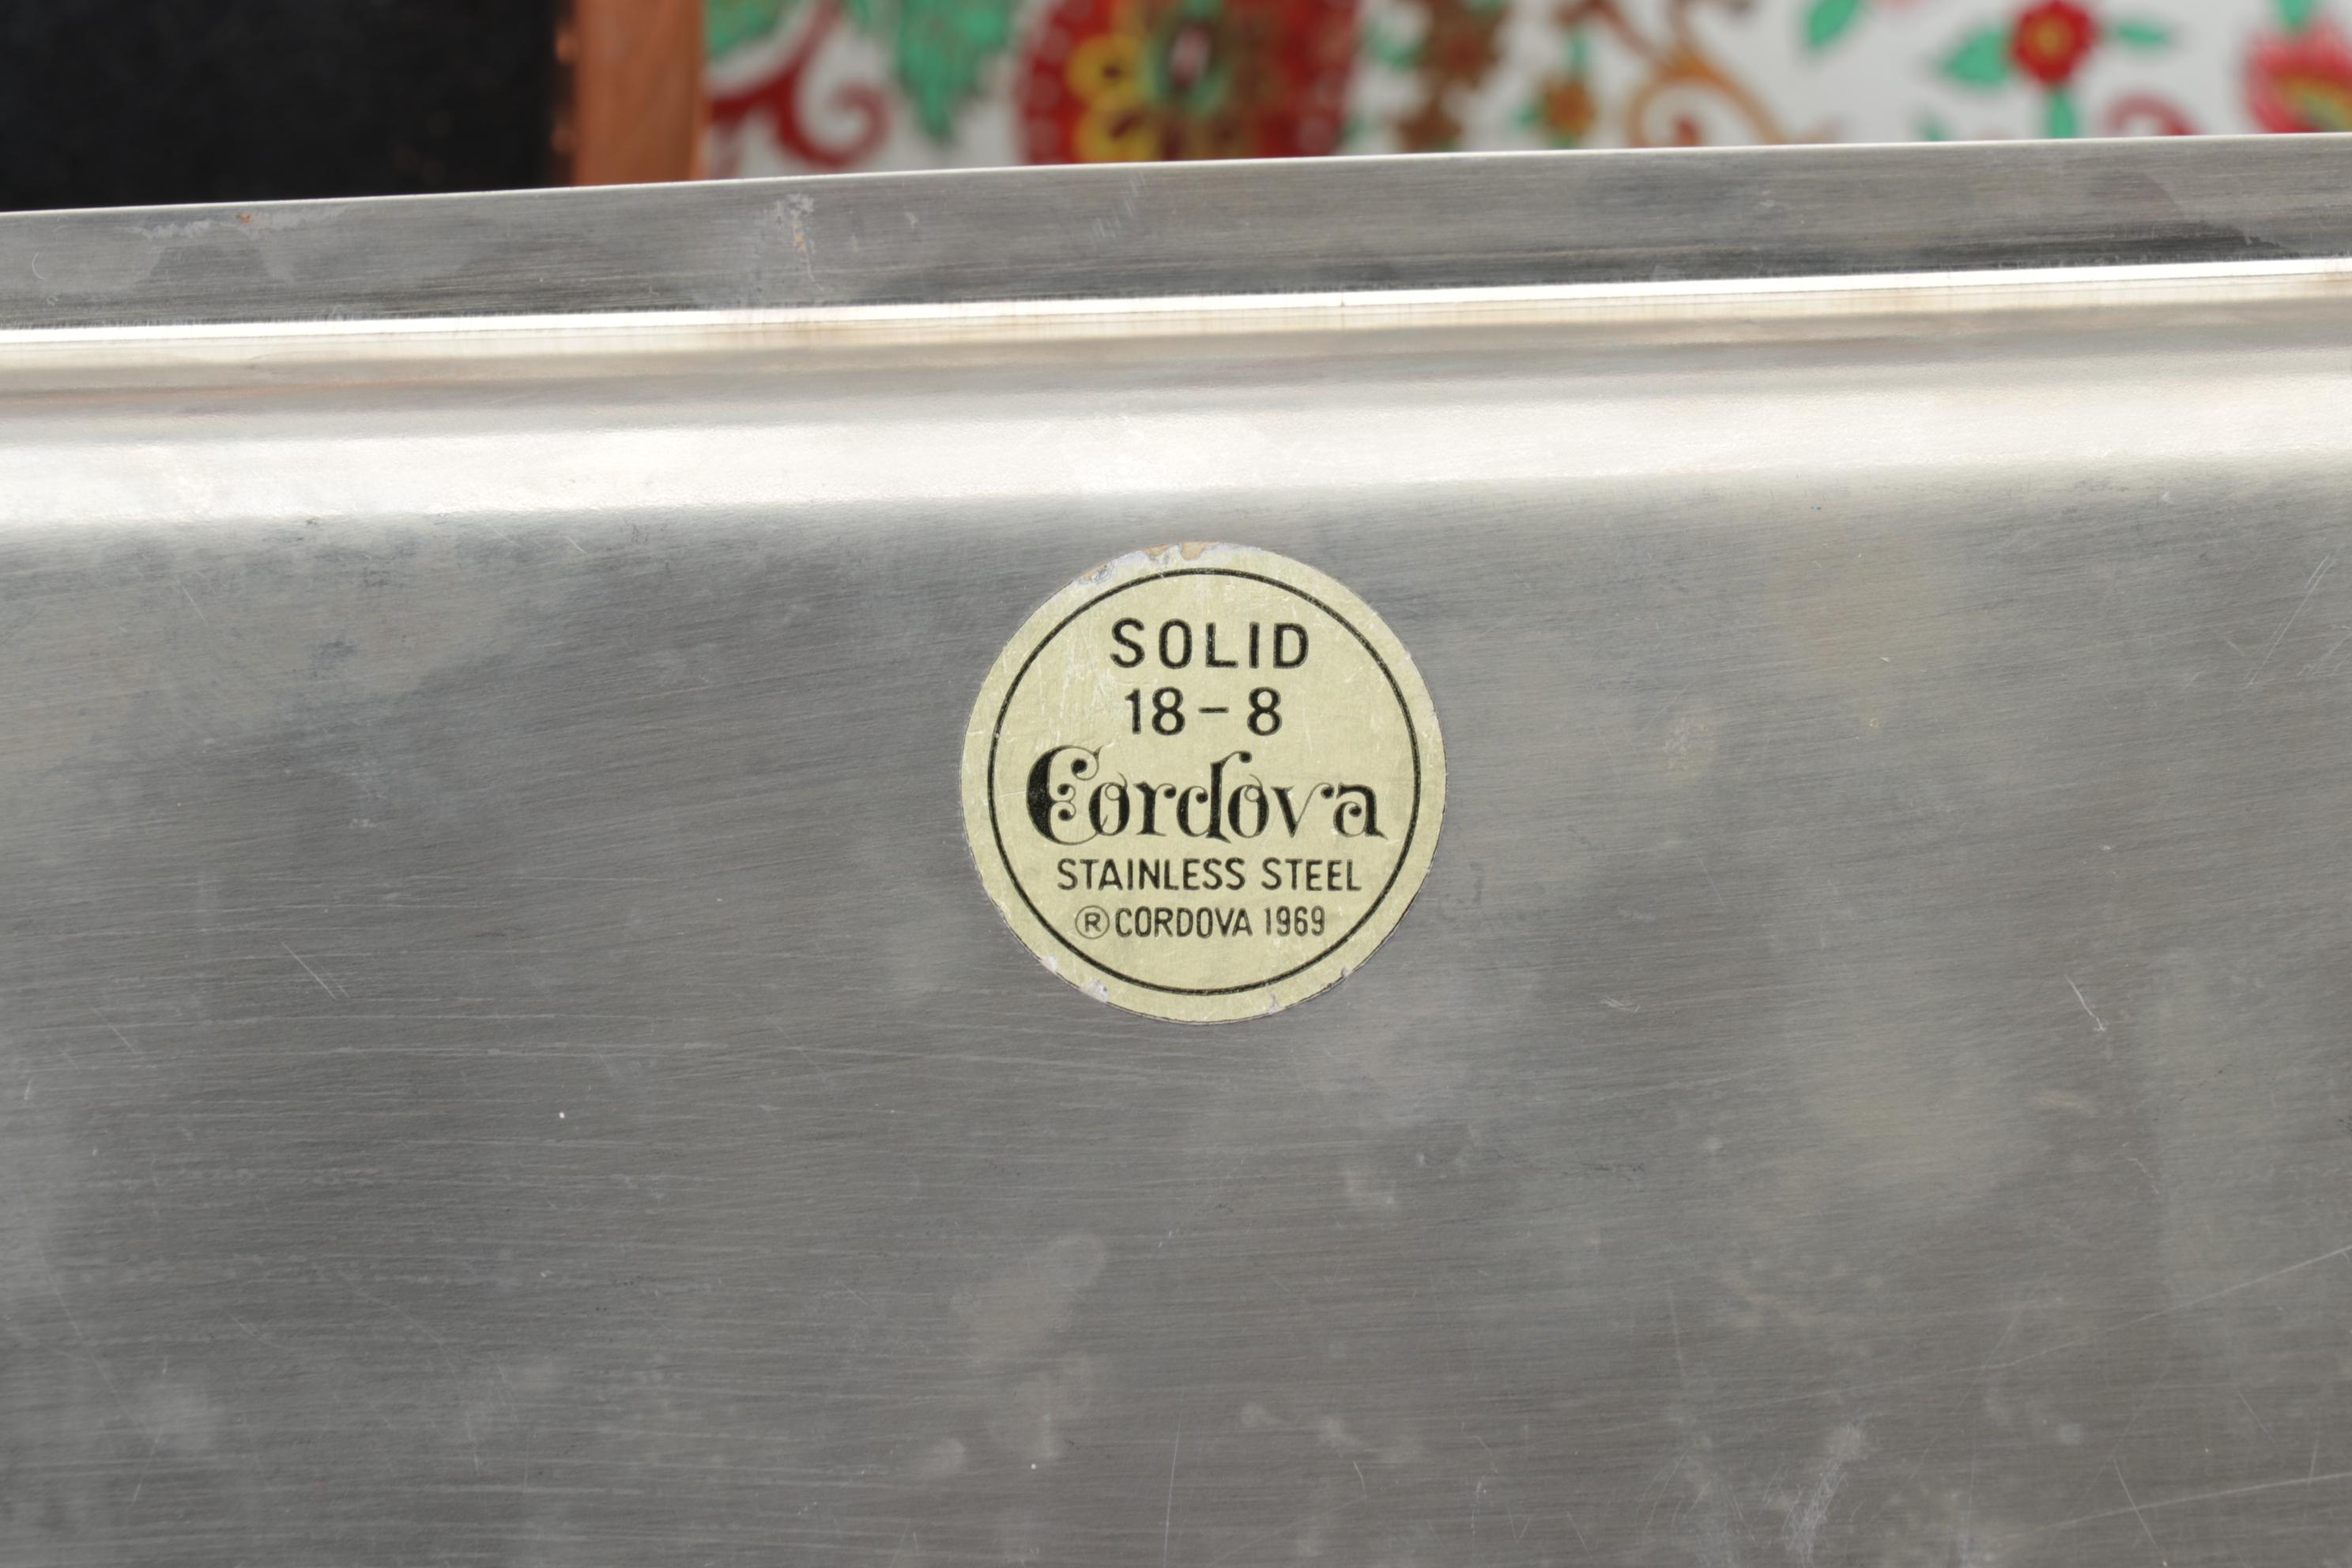 SOLID
18-8
Cordova
STAINLESS STEEL
®CORDOVA 1969